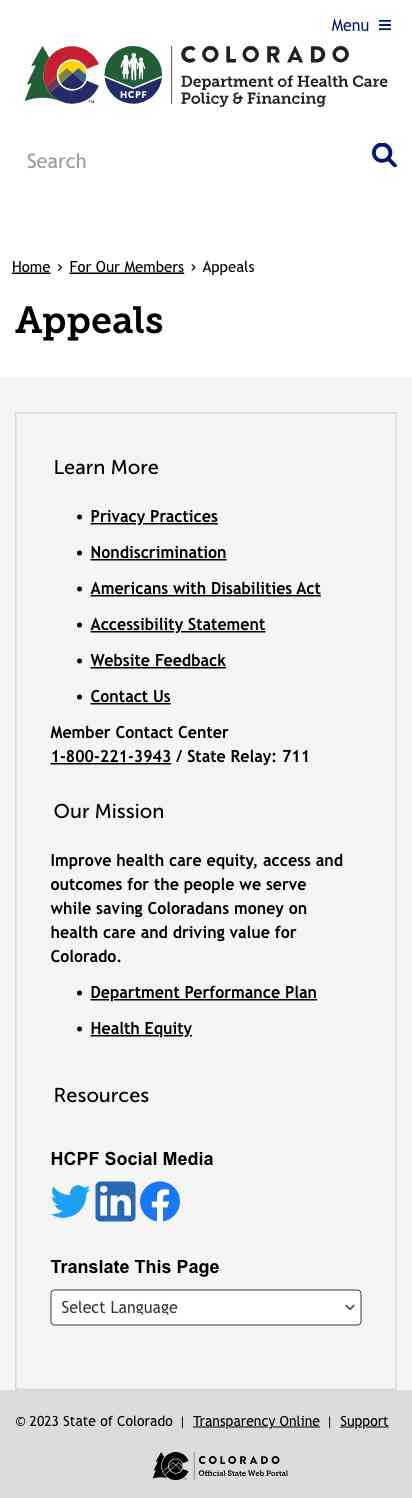 Menu
COLORADO
Department of Health Care
Policy & Financing
HCPF
TM
Search
Home › For Our Members › Appeals
Appeals
Learn More
• Privacy Practices
• Nondiscrimination
• Americans with Disabilities Act
• Accessibility Statement
• Website Feedback
• Contact Us
Member Contact Center
1-800-221-3943 / State Relay: 711
Our Mission
Improve health care equity, access and
outcomes for the people we serve
while saving Coloradans money on
health care and driving value for
Colorado.
• Department Performance Plan
• Health Equity
Resources
HCPF Social Media
in
Translate This Page
Select Language
© 2023 State of Colorado | Transparency Online | Support
COLORADO
Official State Web Portal